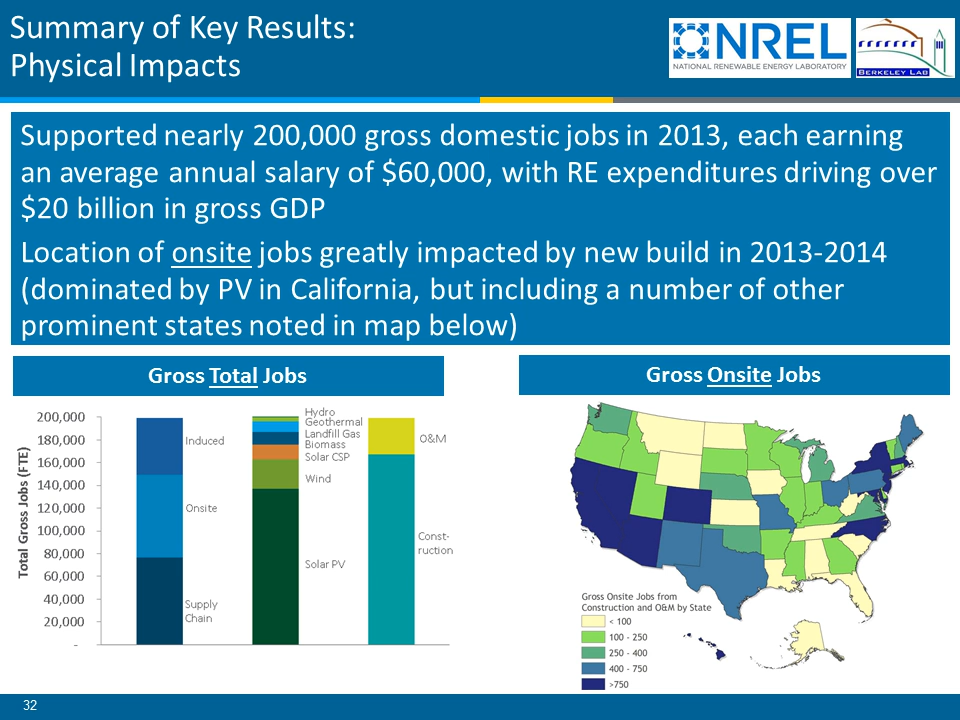 Summary of Key Results:
Physical Impacts
NREL
NATIONAL RENEWABLE ENERGY LABORATORY
BERKELEY LAB
Supported nearly 200,000 gross domestic jobs in 2013, each earning
an average annual salary of $60,000, with RE expenditures driving over
$20 billion in gross GDP
Location of onsite jobs greatly impacted by new build in 2013-2014
(dominated by PV in California, but including a number of other
prominent states noted in map below)
Gross Total Jobs
Total Gross Jobs (FTE)
200,000
180,000
160,000
140,000
120,000
100,000
80,000
60,000
40,000
20,000
-
Induced
Onsite
Supply
Chain
Hydro
Geothermal
Landfill Gas
Biomass
Solar CSP
Wind
Solar PV
O&M
Const-
ruction
Gross Onsite Jobs
Gross Onsite Jobs from
Construction and O&M by State
< 100
100 - 250
250 - 400
400 - 750
>750
32